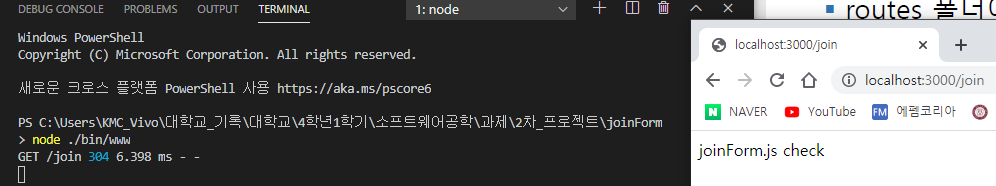 DEBUG CONSOLE PROBLEMS OUTPUT TERMINAL 1: node
Windows PowerShell
Copyright (C) Microsoft Corporation. All rights reserved.
새로운 크로스 플랫폼 PowerShell 사용 https://aka.ms/pscore6
PS C:\Users\KMC_Vivo\대학교_기록\대학교\4학년1학기\소프트웨어공학\과제\2차_프로젝트\joinForm
> node ./bin/www
GET /join 304 6.398 ms - -
routes
localhost:3000/join
localhost:3000/join
N NAVER YouTube FM 에펨코리아
joinForm.js check